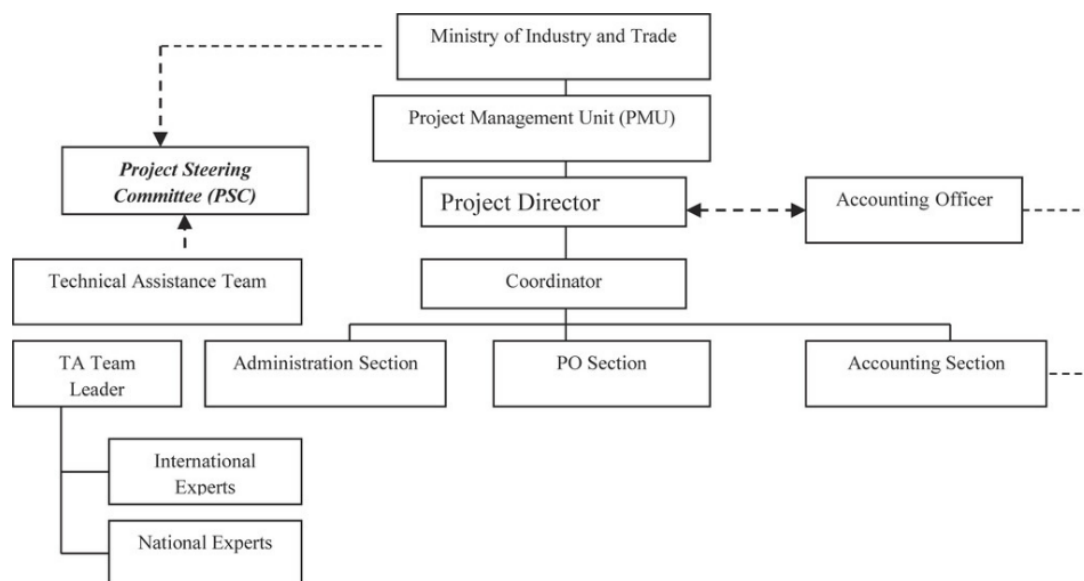 Ministry of Industry and Trade
Project Management Unit (PMU)
Project Steering
Committee (PSC)
Project Director
Accounting Officer
Technical Assistance Team
Coordinator
TA Team
Leader
Administration Section
PO Section
Accounting Section
International
Experts
National Experts